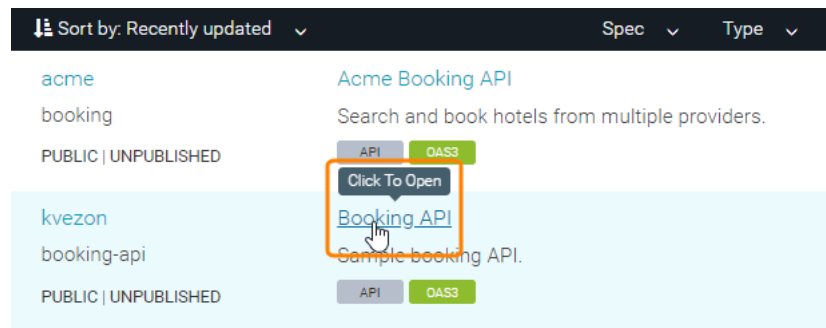 Sort by: Recently updated Spec Type
acme Acme Booking API
booking Search and book hotels from multiple providers.
PUBLIC | UNPUBLISHED API OAS3
Click To Open
kvezon Booking API
booking-api Sample booking API.
PUBLIC | UNPUBLISHED API OAS3